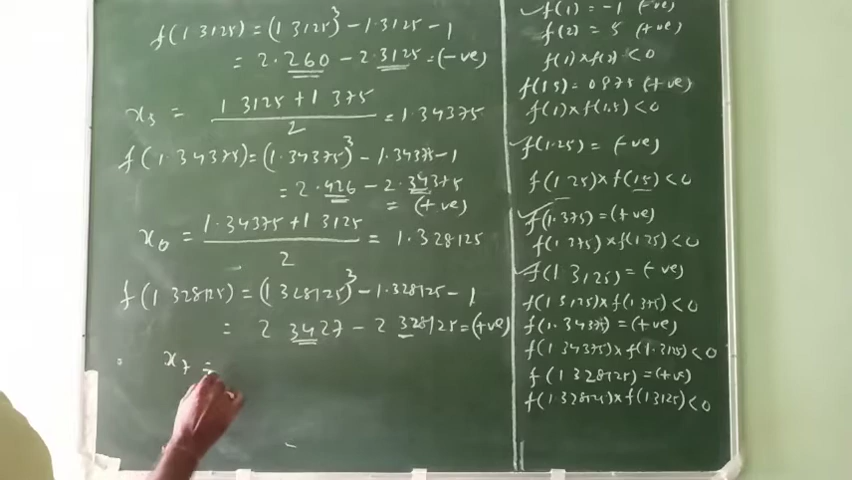 f(1.3125) = (1.3125)³ - 1.3125 - 1
= 2.260 - 2.3125 = (-ve)
x₅ = 1.3125 + 1.375 / 2 = 1.34375
f(1.34375) = (1.34375)³ - 1.34375 - 1
= 2.426 - 2.34375
= (+ve)
x₆ = 1.34375 + 1.3125 / 2 = 1.328125
f(1.328125) = (1.328125)³ - 1.328125 - 1
= 2.3427 - 2.328125 = (+ve)
x₇ =
f(1) = -1 (-ve)
f(2) = 5 (+ve)
f(1) x f(2) < 0
f(1.5) = 0.875 (+ve)
f(1) x f(1.5) < 0
f(1.25) = (-ve)
f(1.25) x f(1.5) < 0
f(1.375) = (+ve)
f(1.375) x f(1.25) < 0
f(1.3125) = (-ve)
f(1.3125) x f(1.375) < 0
f(1.34375) = (+ve)
f(1.34375) x f(1.3125) < 0
f(1.328125) = (+ve)
f(1.328125) x f(1.3125) < 0